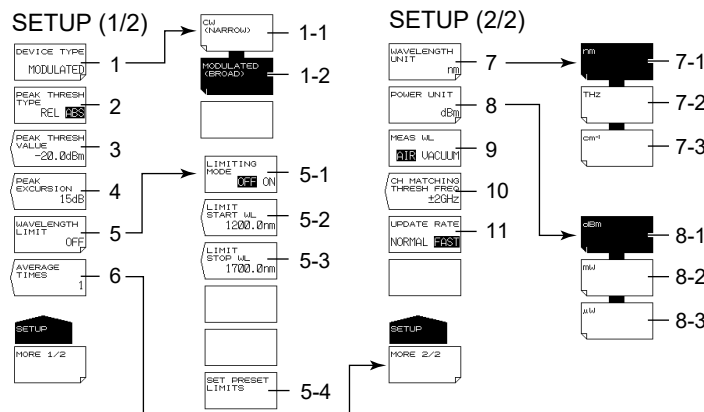 SETUP (1/2)
DEVICE TYPE
MODULATED
1
PEAK THRESH
TYPE
REL ABS
2
PEAK THRESH
VALUE
-20.0dBm
3
PEAK
EXCURSION
15dB
4
WAVELENGTH
LIMIT
OFF
5
AVERAGE
TIMES
1
6
SETUP
MORE 1/2
CW
(NARROW)
1-1
MODULATED
(BROAD)
1-2
LIMITING
MODE
OFF ON
5-1
LIMIT
START WL
1200.0nm
5-2
LIMIT
STOP WL
1700.0nm
5-3
SET PRESET
LIMITS
5-4
SETUP (2/2)
WAVELENGTH
UNIT
nm
7
POWER UNIT
dBm
8
MEAS WL
AIR VACUUM
9
CH MATCHING
THRESH FREQ
±2GHz
10
UPDATE RATE
NORMAL FAST
11
SETUP
MORE 2/2
nm
7-1
THz
7-2
cm⁻¹
7-3
dBm
8-1
mW
8-2
μW
8-3